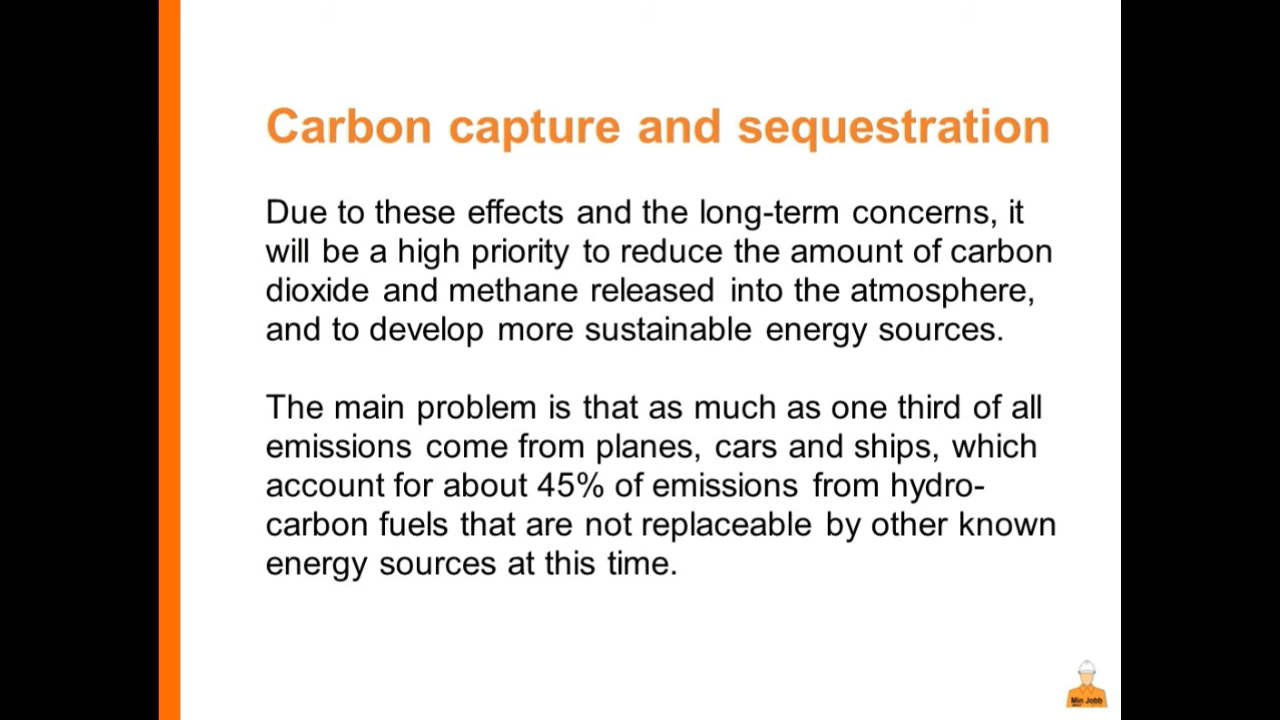 Carbon capture and sequestration
Due to these effects and the long-term concerns, it
will be a high priority to reduce the amount of carbon
dioxide and methane released into the atmosphere,
and to develop more sustainable energy sources.
The main problem is that as much as one third of all
emissions come from planes, cars and ships, which
account for about 45% of emissions from hydro-
carbon fuels that are not replaceable by other known
energy sources at this time.
Min Jobb